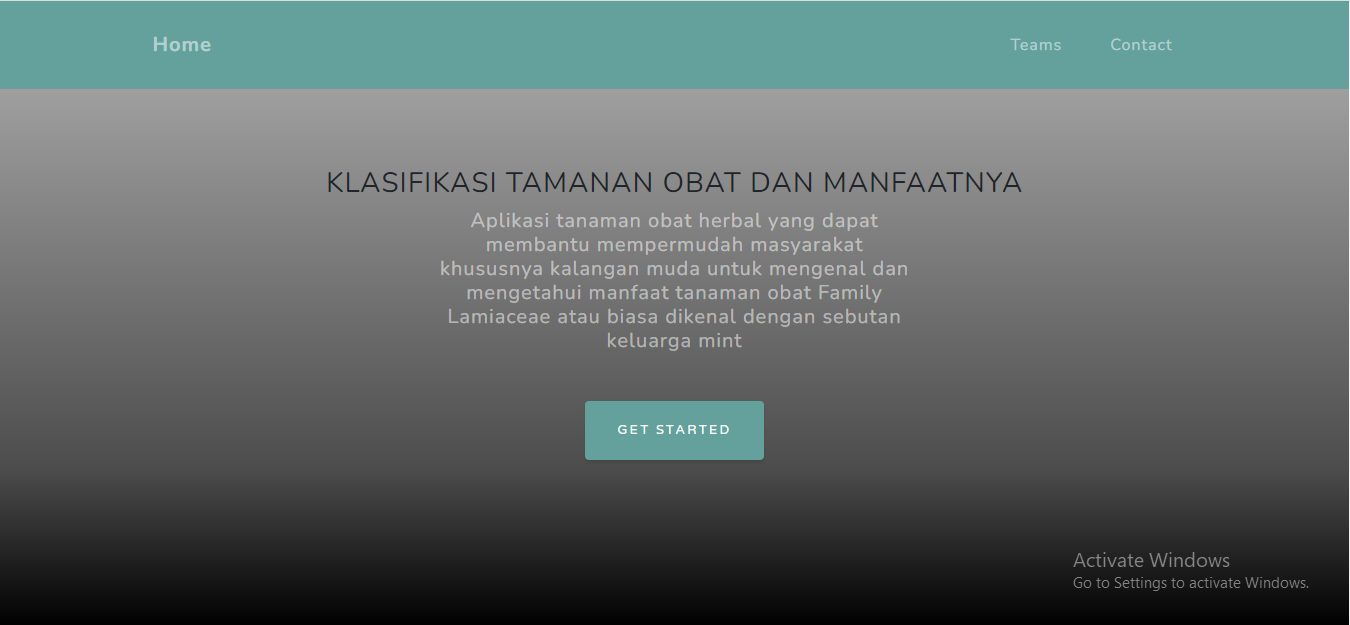 Home
Teams
Contact
KLASIFIKASI TAMANAN OBAT DAN MANFAATNYA
Aplikasi tanaman obat herbal yang dapat
membantu mempermudah masyarakat
khususnya kalangan muda untuk mengenal dan
mengetahui manfaat tanaman obat Family
Lamiaceae atau biasa dikenal dengan sebutan
keluarga mint
GET STARTED
Activate Windows
Go to Settings to activate Windows.